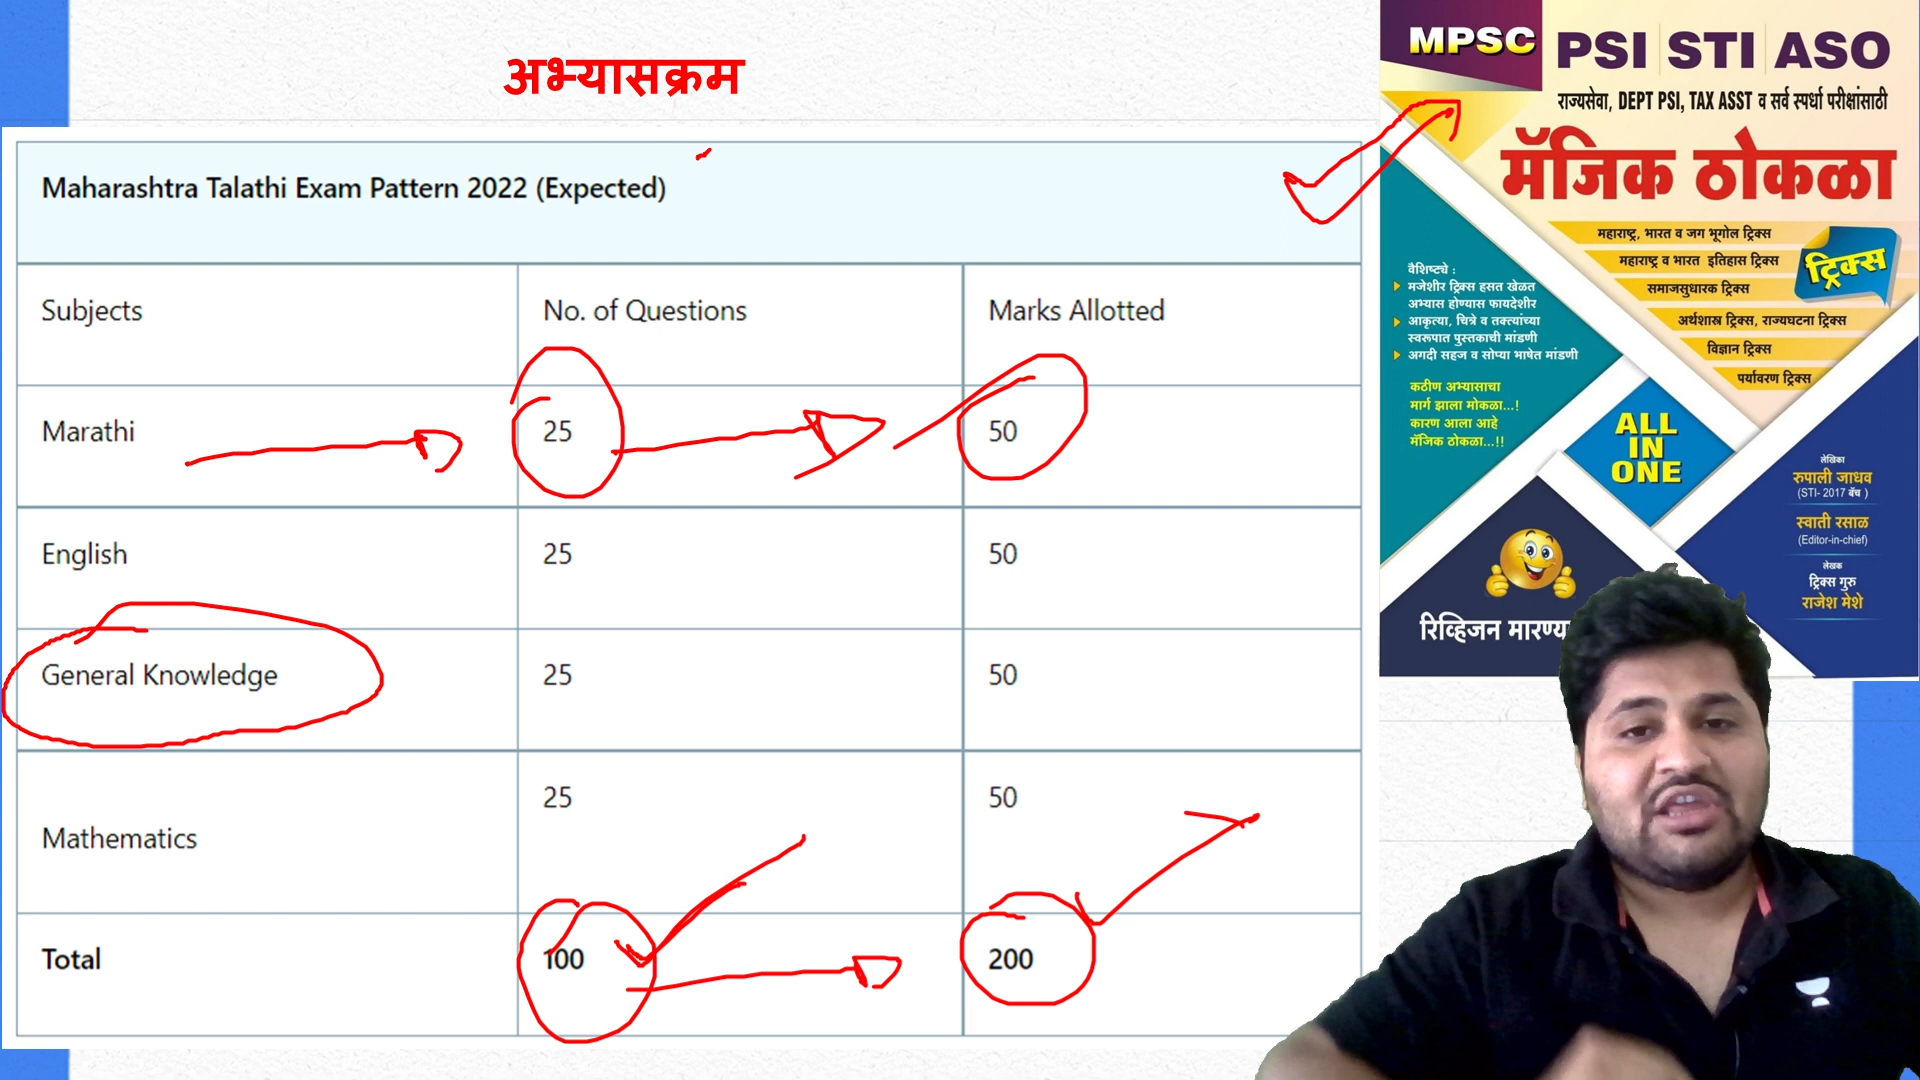 अभ्यासक्रम
Maharashtra Talathi Exam Pattern 2022 (Expected)
Subjects No. of Questions Marks Allotted
Marathi 25 50
English 25 50
General Knowledge 25 50
Mathematics 25 50
Total 100 200
MPSC PSI STI ASO
राज्यसेवा, DEPT PSI, TAX ASST व सर्व स्पर्धा परीक्षांसाठी
मॅजिक ठोकळा
महाराष्ट्र, भारत व जग भूगोल ट्रिक्स
महाराष्ट्र व भारत इतिहास ट्रिक्स
समाजसुधारक ट्रिक्स
अर्थशास्त्र ट्रिक्स, राज्यघटना ट्रिक्स
विज्ञान ट्रिक्स
पर्यावरण ट्रिक्स
ट्रिक्स
वैशिष्ट्ये :
मजेशीर ट्रिक्स हसत खेळत
अभ्यास होण्यास फायदेशीर
आकृत्या, चित्रे व तक्त्यांच्या
स्वरूपात पुस्तकाची मांडणी
अगदी सहज व सोप्या भाषेत मांडणी
कठीण अभ्यासाचा
मार्ग झाला मोकळा...!
कारण आला आहे
मॅजिक ठोकळा...!!
ALL
IN
ONE
लेखिका
रुपाली जाधव
(STI- 2017 बॅच )
स्वाती रसाळ
(Editor-in-chief)
लेखक
ट्रिक्स गुरु
राजेश मेशे
रिव्हिजन मारण्य